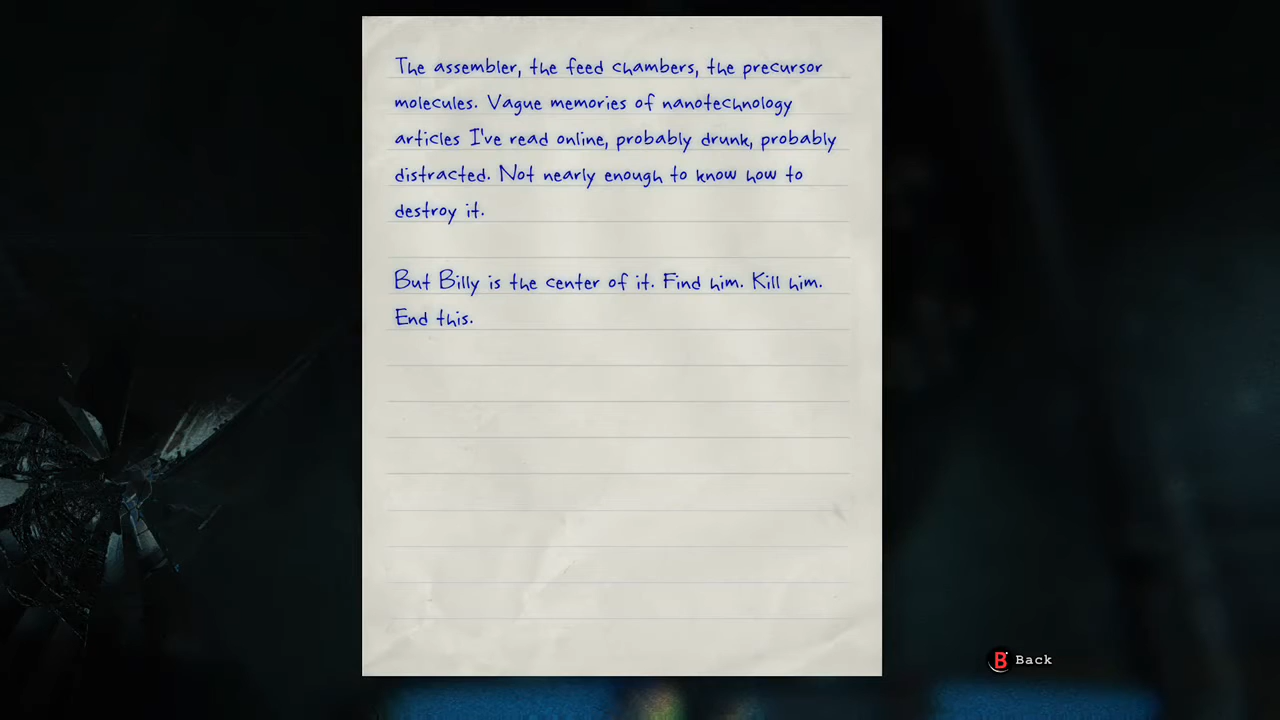 The assembler, the feed chambers, the precursor
molecules. Vague memories of nanotechnology
articles I've read online, probably drunk, probably
distracted. Not nearly enough to know how to
destroy it.
But Billy is the center of it. Find him. Kill him.
End this.
B Back